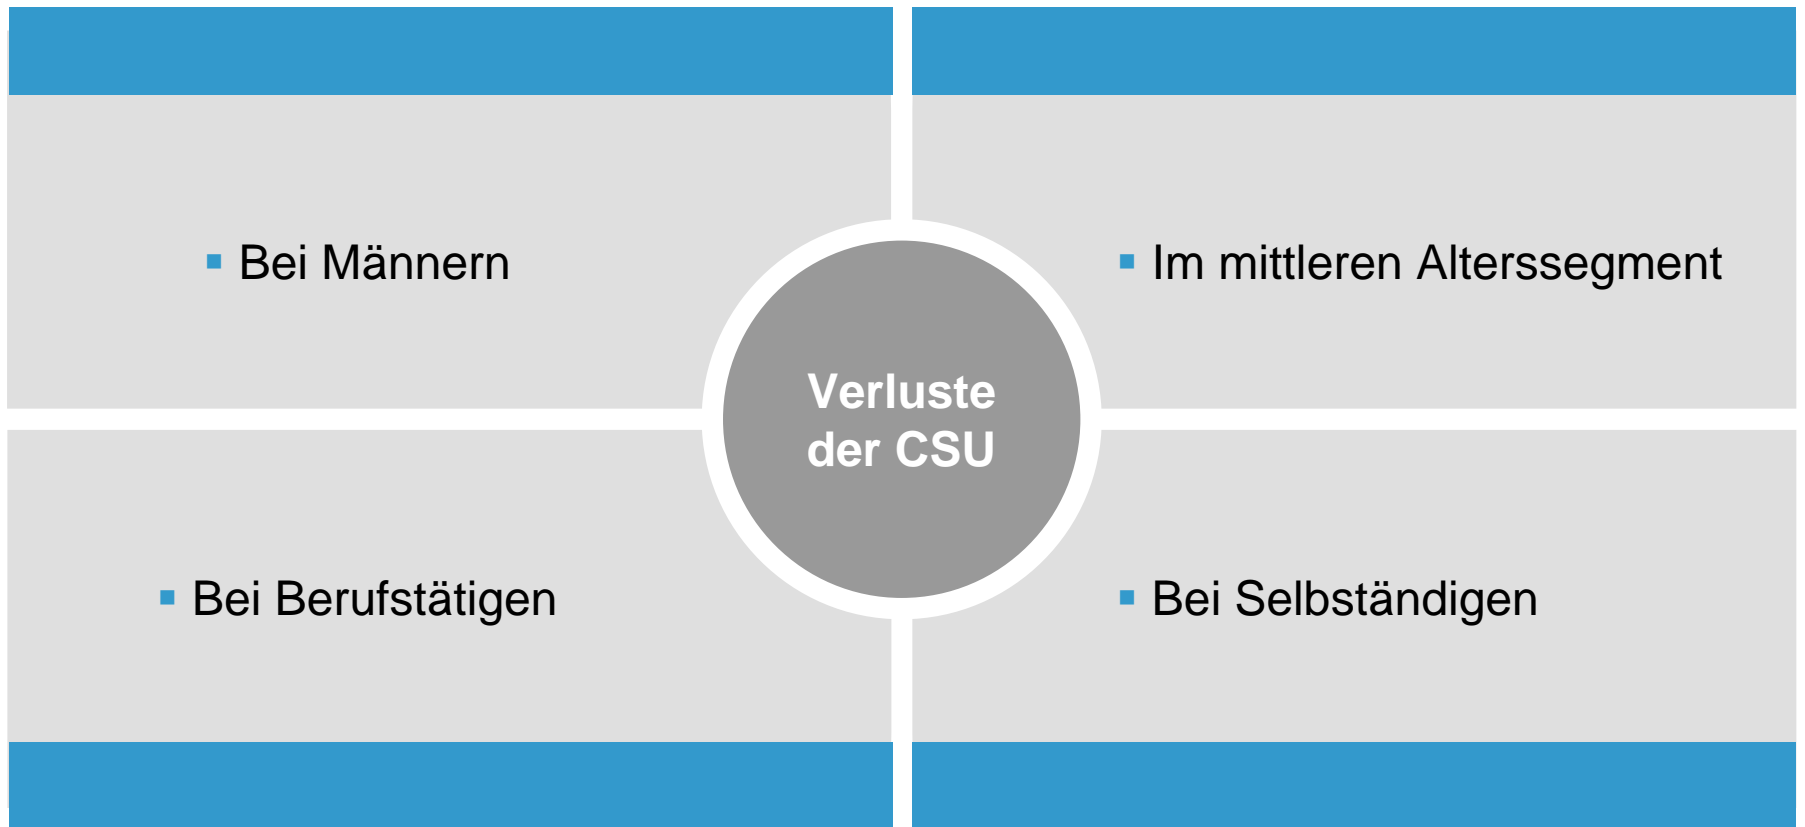 ▪ Bei Männern
▪ Im mittleren Alterssegment
Verluste
der CSU
▪ Bei Berufstätigen
▪ Bei Selbständigen